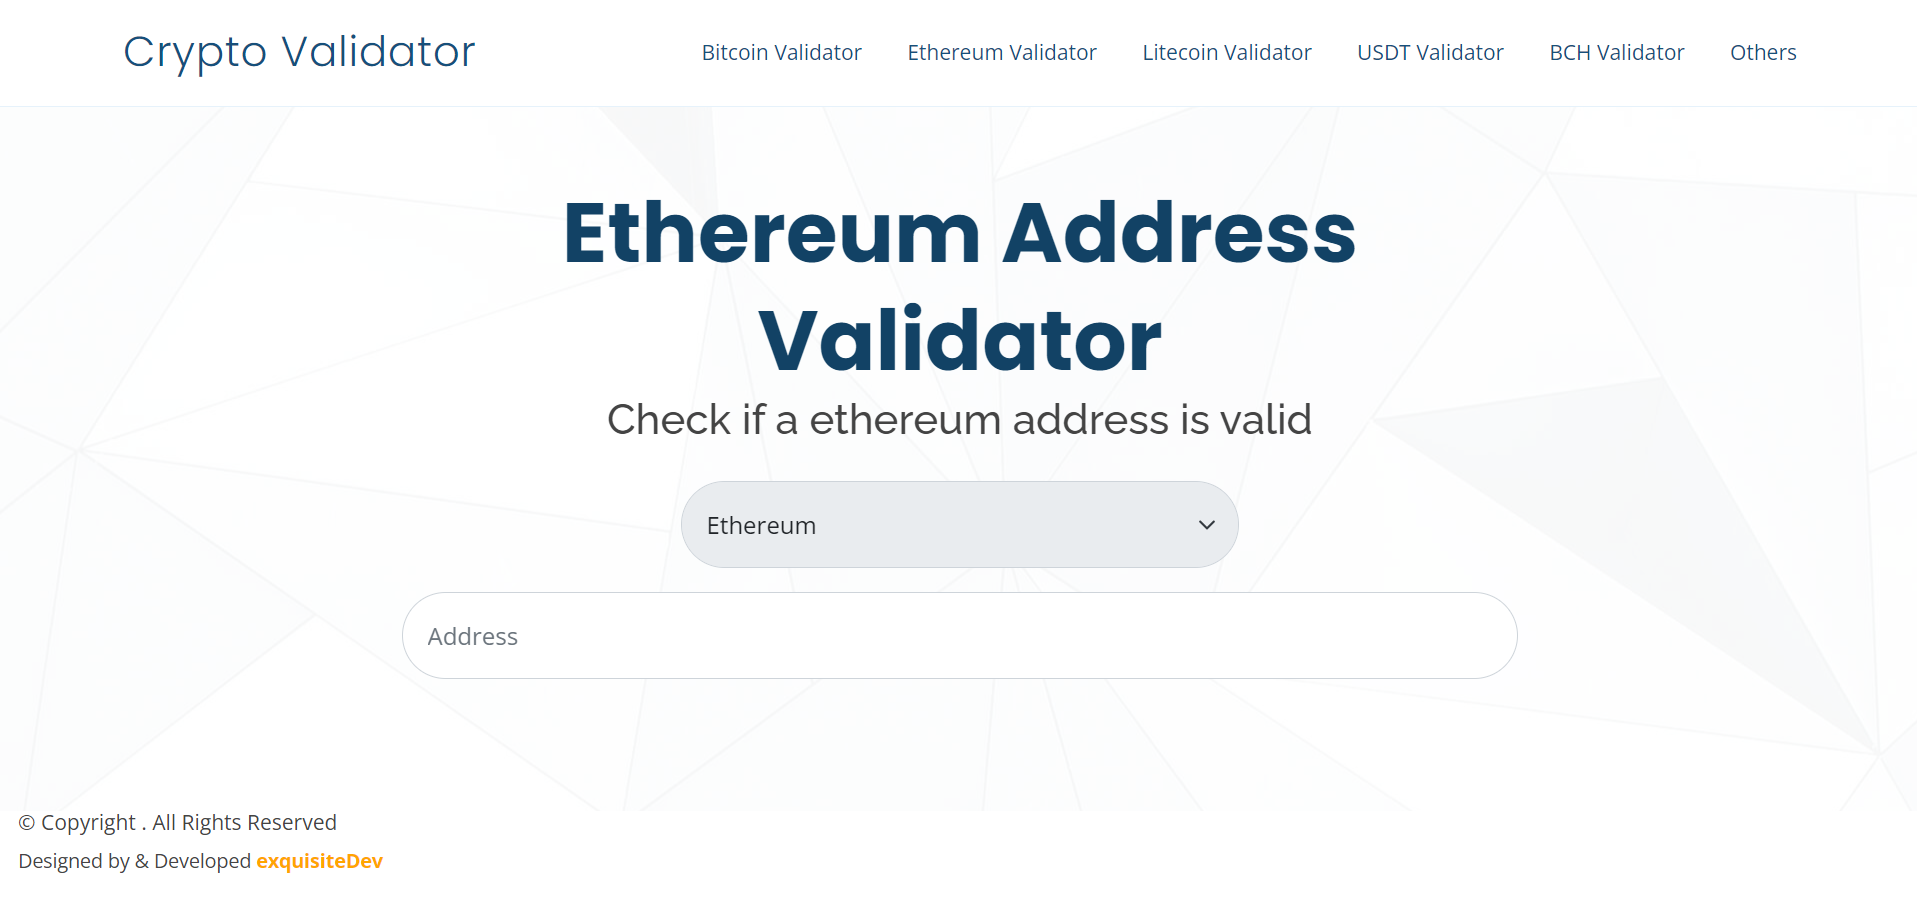 Crypto Validator
Bitcoin Validator
Ethereum Validator
Litecoin Validator
USDT Validator
BCH Validator
Others
Ethereum Address
Validator
Check if a ethereum address is valid
Ethereum
Address
© Copyright . All Rights Reserved
Designed by & Developed exquisiteDev